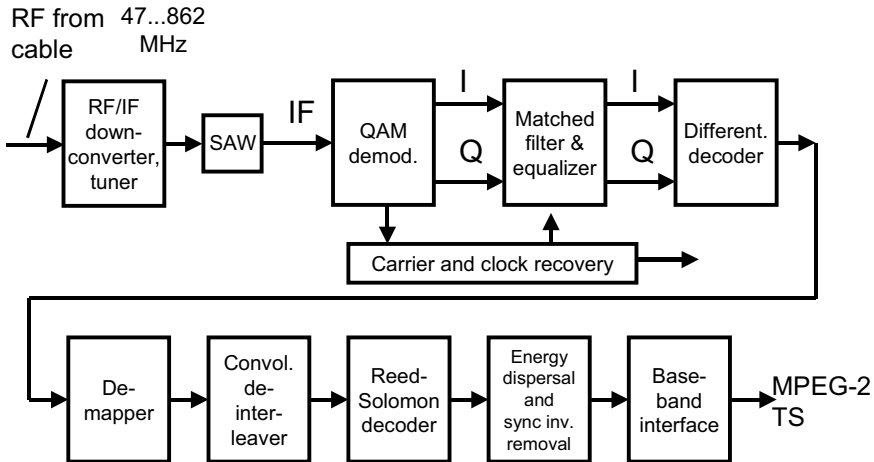 RF from
cable
47...862
MHz
RF/IF
down-
converter,
tuner
SAW
IF
QAM
demod.
I
Q
Matched
filter &
equalizer
I
Q
Different.
decoder
Carrier and clock recovery
De-
mapper
Convol.
de-
inter-
leaver
Reed-
Solomon
decoder
Energy
dispersal
and
sync inv.
removal
Base-
band
interface
MPEG-2
TS